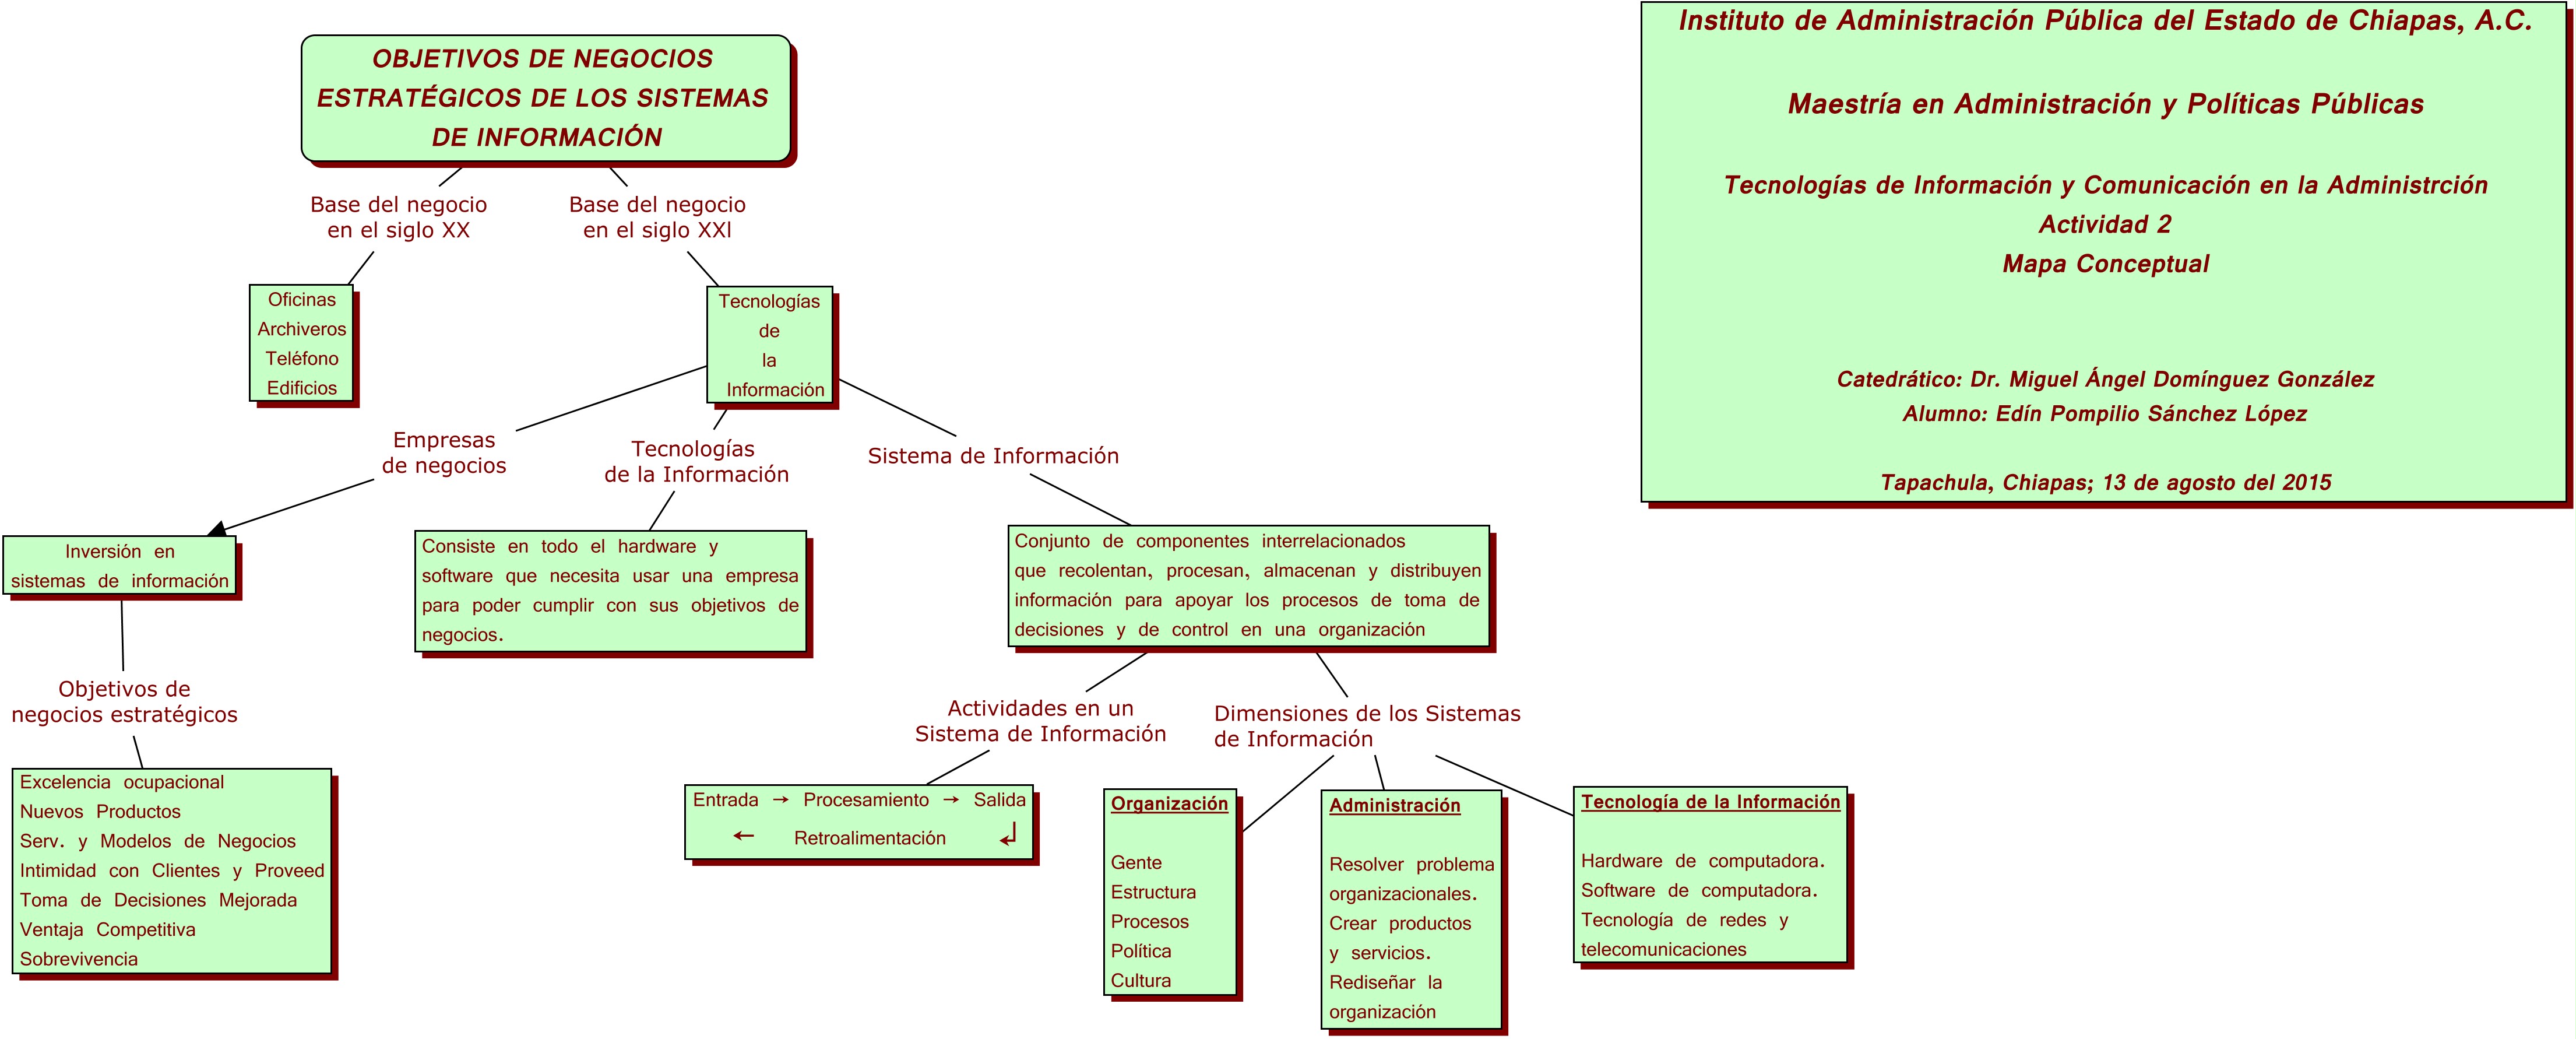 OBJETIVOS DE NEGOCIOS
ESTRATÉGICOS DE LOS SISTEMAS
DE INFORMACIÓN
Instituto de Administración Pública del Estado de Chiapas, A.C.
Maestría en Administración y Políticas Públicas
Tecnologías de Información y Comunicación en la Administrción
Actividad 2
Mapa Conceptual
Catedrático: Dr. Miguel Ángel Domínguez González
Alumno: Edín Pompilio Sánchez López
Tapachula, Chiapas; 13 de agosto del 2015
Base del negocio
en el siglo XX
Base del negocio
en el siglo XXl
Oficinas
Archiveros
Teléfono
Edificios
Tecnologías
de
la
Información
Empresas
de negocios
Tecnologías
de la Información
Sistema de Información
Inversión en
sistemas de información
Consiste en todo el hardware y
software que necesita usar una empresa
para poder cumplir con sus objetivos de
negocios.
Conjunto de componentes interrelacionados
que recolentan, procesan, almacenan y distribuyen
información para apoyar los procesos de toma de
decisiones y de control en una organización
Objetivos de
negocios estratégicos
Actividades en un
Sistema de Información
Dimensiones de los Sistemas
de Información
Excelencia ocupacional
Nuevos Productos
Serv. y Modelos de Negocios
Intimidad con Clientes y Proveed
Toma de Decisiones Mejorada
Ventaja Competitiva
Sobrevivencia
Entrada → Procesamiento → Salida
← Retroalimentación ↲
Organización
Gente
Estructura
Procesos
Política
Cultura
Administración
Resolver problema
organizacionales.
Crear productos
y servicios.
Rediseñar la
organización
Tecnología de la Información
Hardware de computadora.
Software de computadora.
Tecnología de redes y
telecomunicaciones